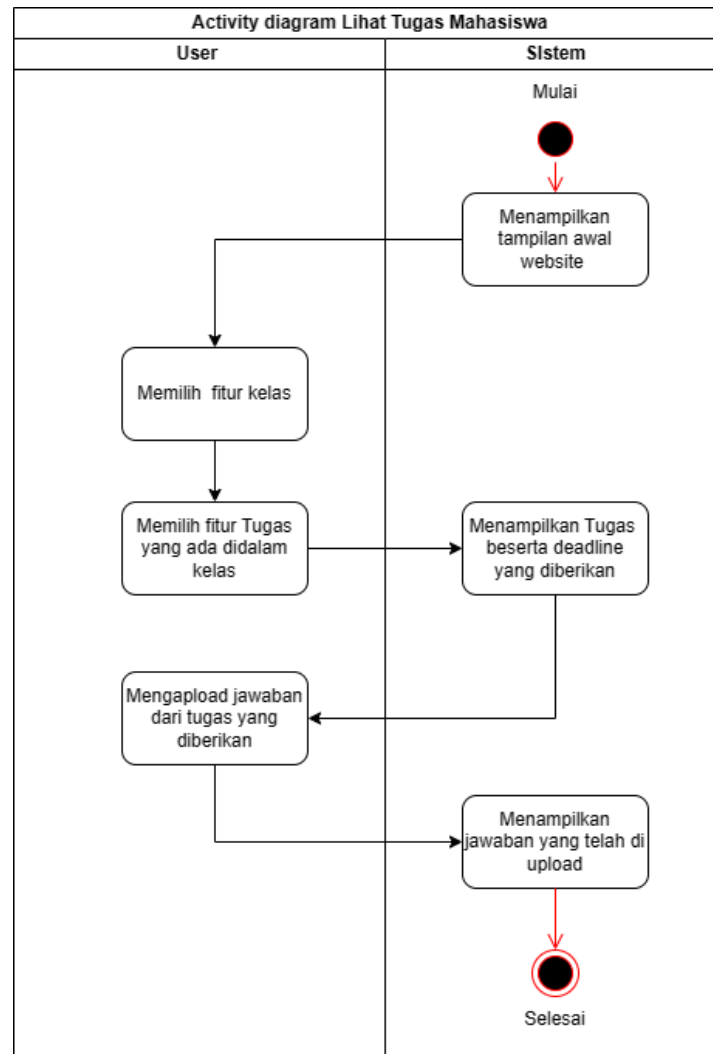 Activity diagram Lihat Tugas Mahasiswa
User
SIstem
Mulai
Menampilkan
tampilan awal
website
Memilih fitur kelas
Memilih fitur Tugas
yang ada didalam
kelas
Menampilkan Tugas
beserta deadline
yang diberikan
Mengapload jawaban
dari tugas yang
diberikan
Menampilkan
jawaban yang telah di
upload
Selesai